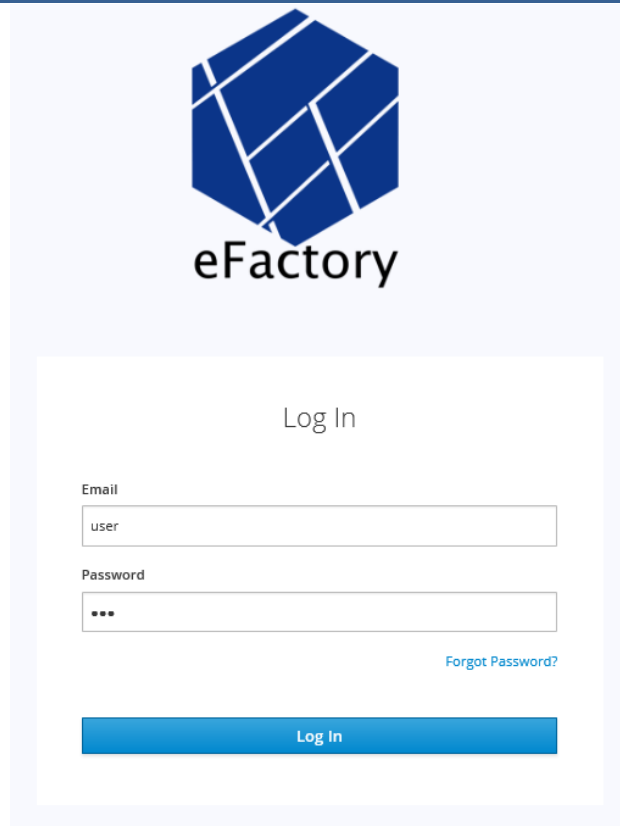 eFactory
Log In
Email
user
Password
•••
Forgot Password?
Log In